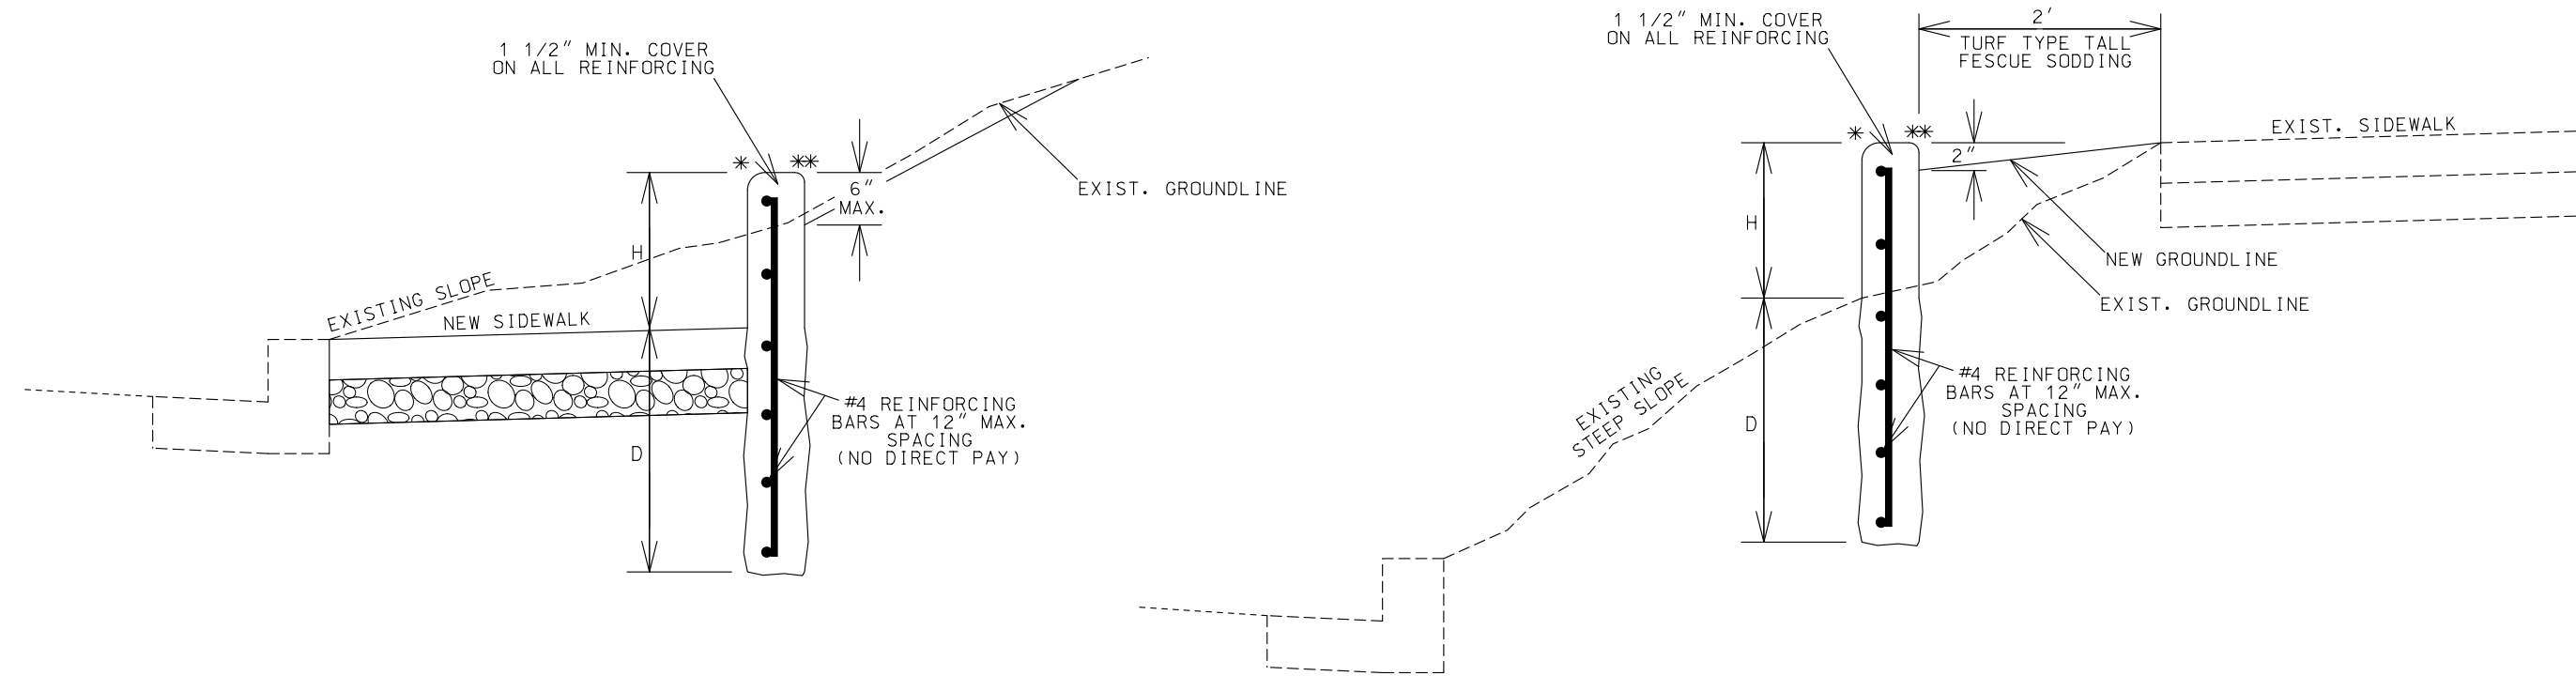 1 1/2" MIN. COVER
ON ALL REINFORCING
* **
6"
MAX.
EXIST. GROUNDLINE
H
EXISTING SLOPE
NEW SIDEWALK
D
#4 REINFORCING
BARS AT 12" MAX.
SPACING
(NO DIRECT PAY)
1 1/2" MIN. COVER
ON ALL REINFORCING
2'
TURF TYPE TALL
FESCUE SODDING
* **
2"
EXIST. SIDEWALK
H
NEW GROUNDLINE
EXIST. GROUNDLINE
EXISTING
STEEP SLOPE
D
#4 REINFORCING
BARS AT 12" MAX.
SPACING
(NO DIRECT PAY)